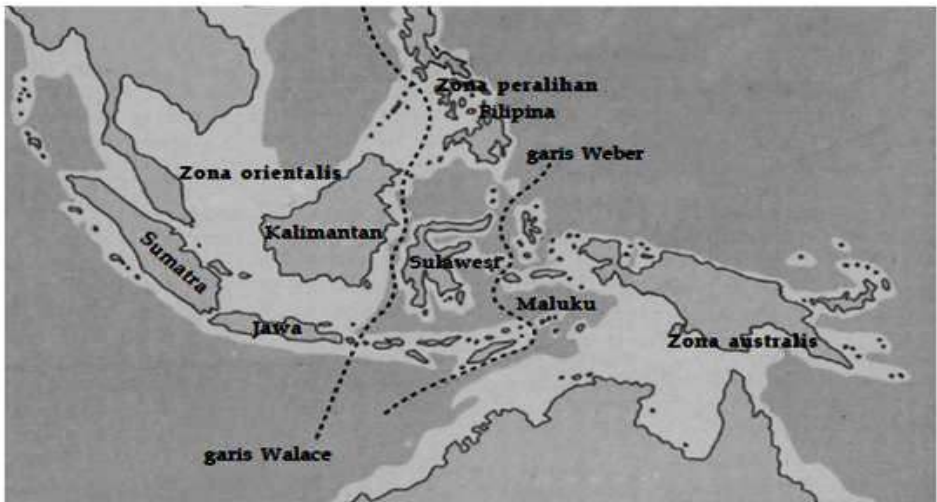 Zona peralihan
Filipina
garis Weber
Zona orientalis
Kalimantan
Sulawesi
Sumatra
Maluku
Jawa
Zona australis
garis Walace